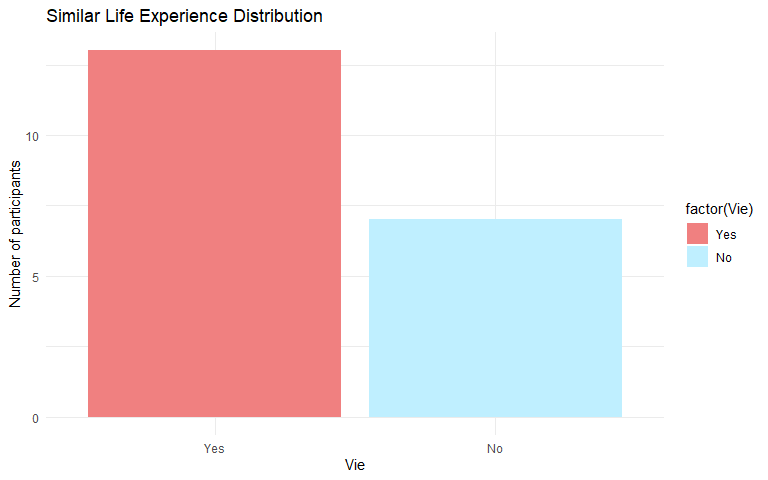 Similar Life Experience Distribution
Number of participants
10
5
0
Yes
No
Vie
factor(Vie)
Yes
No